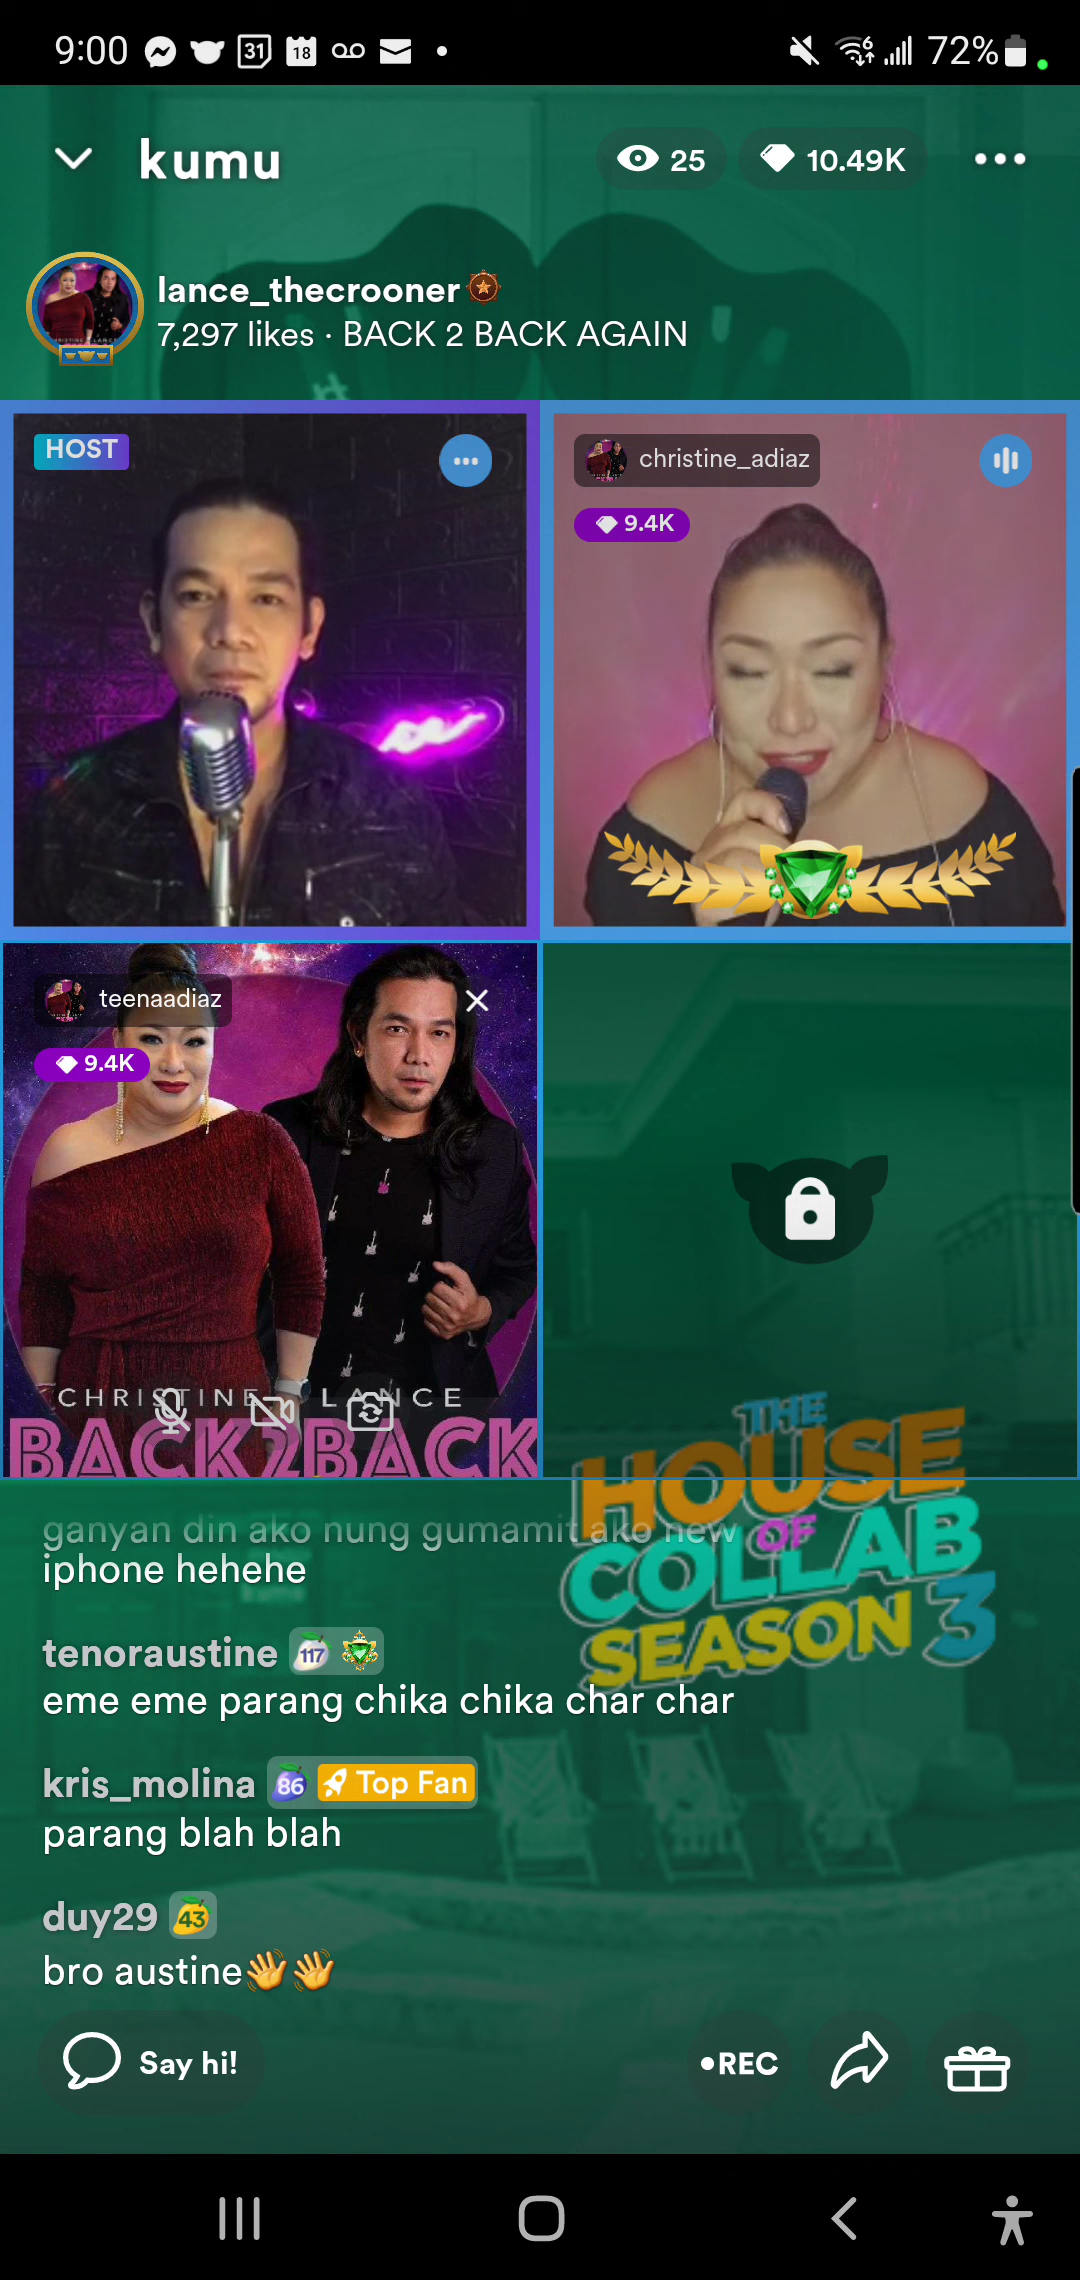 9:00
31
18
6
72%
kumu
25
10.49K
lance_thecrooner
7,297 likes · BACK 2 BACK AGAIN
HOST
christine_adiaz
9.4K
teenaadiaz
9.4K
CHRISTINE LANCE
BACK2BACK
THE
HOUSE
OF
COLLAB
SEASON 3
ganyan din ako nung gumamit ako new
iphone hehehe
tenoraustine 117
eme eme parang chika chika char char
kris_molina 86 Top Fan
parang blah blah
duy29 43
bro austine👋👋
Say hi!
•REC